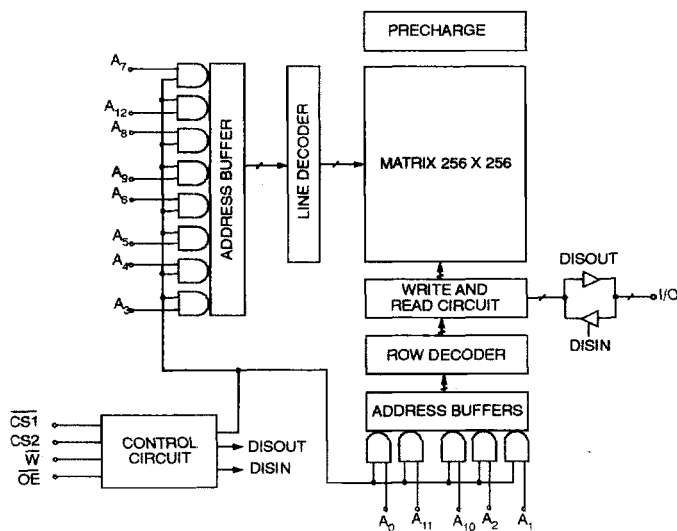 PRECHARGE
A7
A12
A8
A9
A6
A5
A4
A3
ADDRESS BUFFER
LINE DECODER
MATRIX 256 X 256
WRITE AND
READ CIRCUIT
DISOUT
I/O
DISIN
ROW DECODER
ADDRESS BUFFERS
CS1
CS2
W
OE
CONTROL
CIRCUIT
DISOUT
DISIN
A0
A11
A10
A2
A1